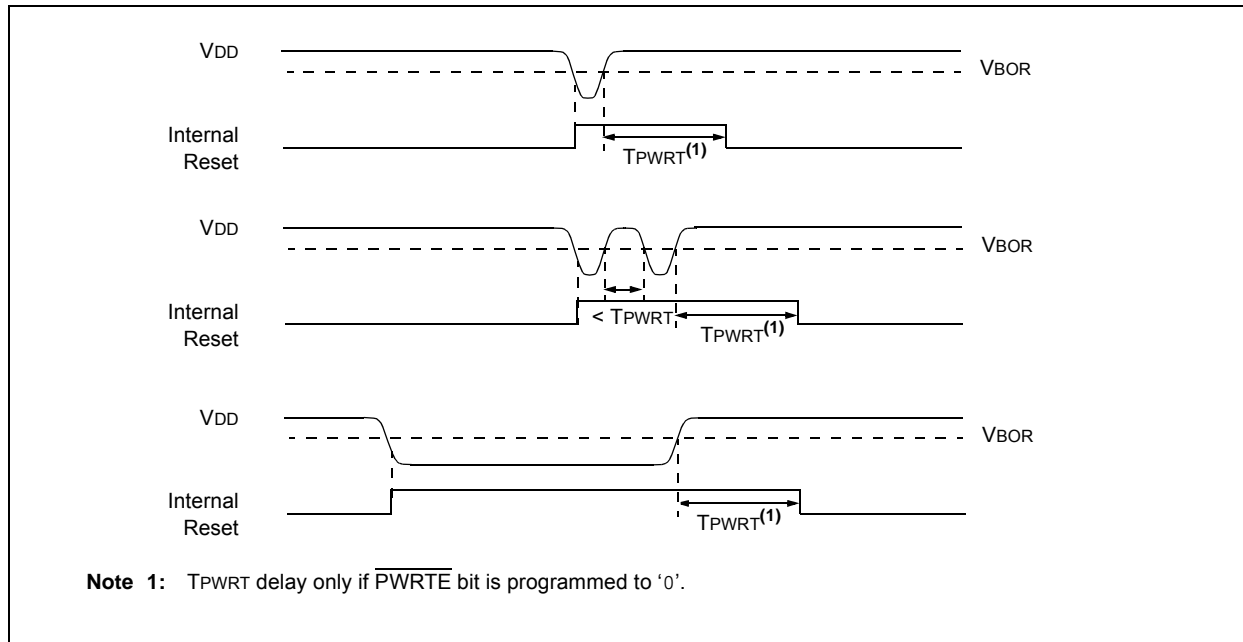 VDD
VBOR
Internal
Reset
TPWRT(1)
VDD
VBOR
Internal
Reset
< TPWRT
TPWRT(1)
VDD
VBOR
Internal
Reset
TPWRT(1)
Note 1: TPWRT delay only if PWRTE bit is programmed to ‘0’.